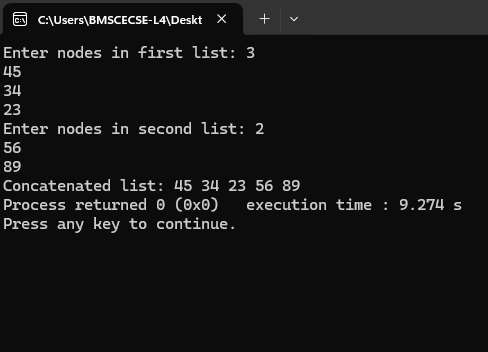 C:\Users\BMSCECSE-L4\Deskt
Enter nodes in first list: 3
45
34
23
Enter nodes in second list: 2
56
89
Concatenated list: 45 34 23 56 89
Process returned 0 (0x0)   execution time : 9.274 s
Press any key to continue.